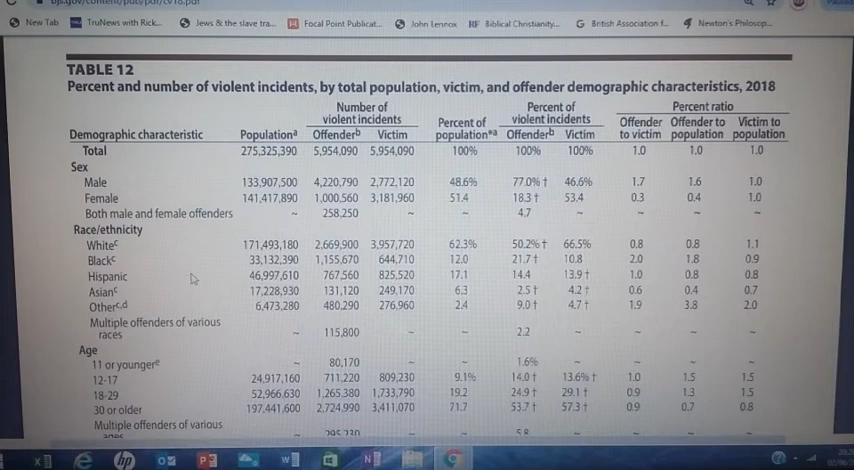 New Tab TruNews with Rick... Jews & the slave tra... Focal Point Publicat... John Lennox RF Biblical Christianity... G British Association f... Newton's Philosop...
TABLE 12
Percent and number of violent incidents, by total population, victim, and offender demographic characteristics, 2018
Number of violent incidents Percent of violent incidents Percent ratio
Demographic characteristic Populationᵃ Offenderᵇ Victim Percent of population*ᵃ Offenderᵇ Victim Offender to victim Offender to population Victim to population
Total 275,325,390 5,954,090 5,954,090 100% 100% 100% 1.0 1.0 1.0
Sex
Male 133,907,500 4,220,790 2,772,120 48.6% 77.0% † 46.6% 1.7 1.6 1.0
Female 141,417,890 1,000,560 3,181,960 51.4 18.3 † 53.4 0.3 0.4 1.0
Both male and female offenders ~ 258,250 ~ ~ 4.7 ~ ~ ~ ~
Race/ethnicity
Whiteᶜ 171,493,180 2,669,900 3,957,720 62.3% 50.2% † 66.5% 0.8 0.8 1.1
Blackᶜ 33,132,390 1,155,670 644,710 12.0 21.7 † 10.8 2.0 1.8 0.9
Hispanic 46,997,610 767,560 825,520 17.1 14.4 13.9 † 1.0 0.8 0.8
Asianᶜ 17,228,930 131,120 249,170 6.3 2.5 † 4.2 † 0.6 0.4 0.7
Otherᶜ,ᵈ 6,473,280 480,290 276,960 2.4 9.0 † 4.7 † 1.9 3.8 2.0
Multiple offenders of various
races ~ 115,800 ~ ~ 2.2 ~ ~ ~ ~
Age
11 or youngerᵉ ~ 80,170 ~ ~ 1.6% ~ ~ ~ ~
12-17 24,917,160 711,220 809,230 9.1% 14.0 † 13.6% † 1.0 1.5 1.5
18-29 52,966,630 1,265,380 1,733,790 19.2 24.9 † 29.1 † 0.9 1.3 1.5
30 or older 197,441,600 2,724,990 3,411,070 71.7 53.7 † 57.3 † 0.9 0.7 0.8
Multiple offenders of various
hp